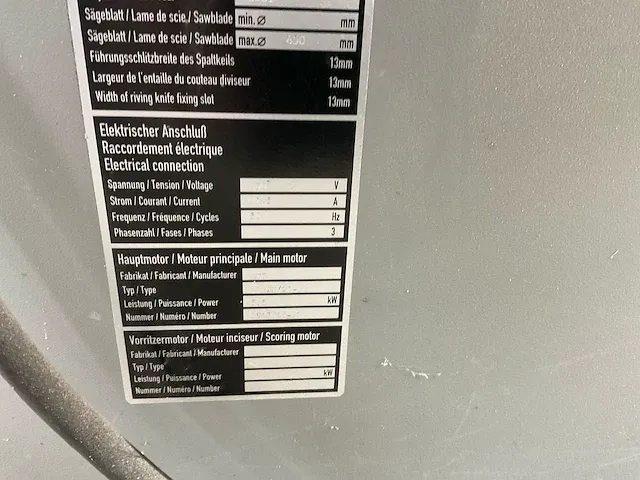 Sägeblatt / Lame de scie / Sawblade min. ⌀ mm
Sägeblatt / Lame de scie / Sawblade max. ⌀ 450 mm
Führungsschlitzbreite des Spaltkeils 13mm
Largeur de l'entaille du couteau diviseur 13mm
Width of riving knife fixing slot 13mm
Elektrischer Anschluß
Raccordement électrique
Electrical connection
Spannung / Tension / Voltage V
Strom / Courant / Current A
Frequenz / Fréquence / Cycles Hz
Phasenzahl / Fases / Phases 3
Hauptmotor / Moteur principale / Main motor
Fabrikat / Fabricant / Manufacturer
Typ / Type
Leistung / Puissance / Power kW
Nummer / Numéro / Number
Vorritzermotor / Moteur inciseur / Scoring motor
Fabrikat / Fabricant / Manufacturer
Typ / Type
Leistung / Puissance / Power kW
Nummer / Numéro / Number